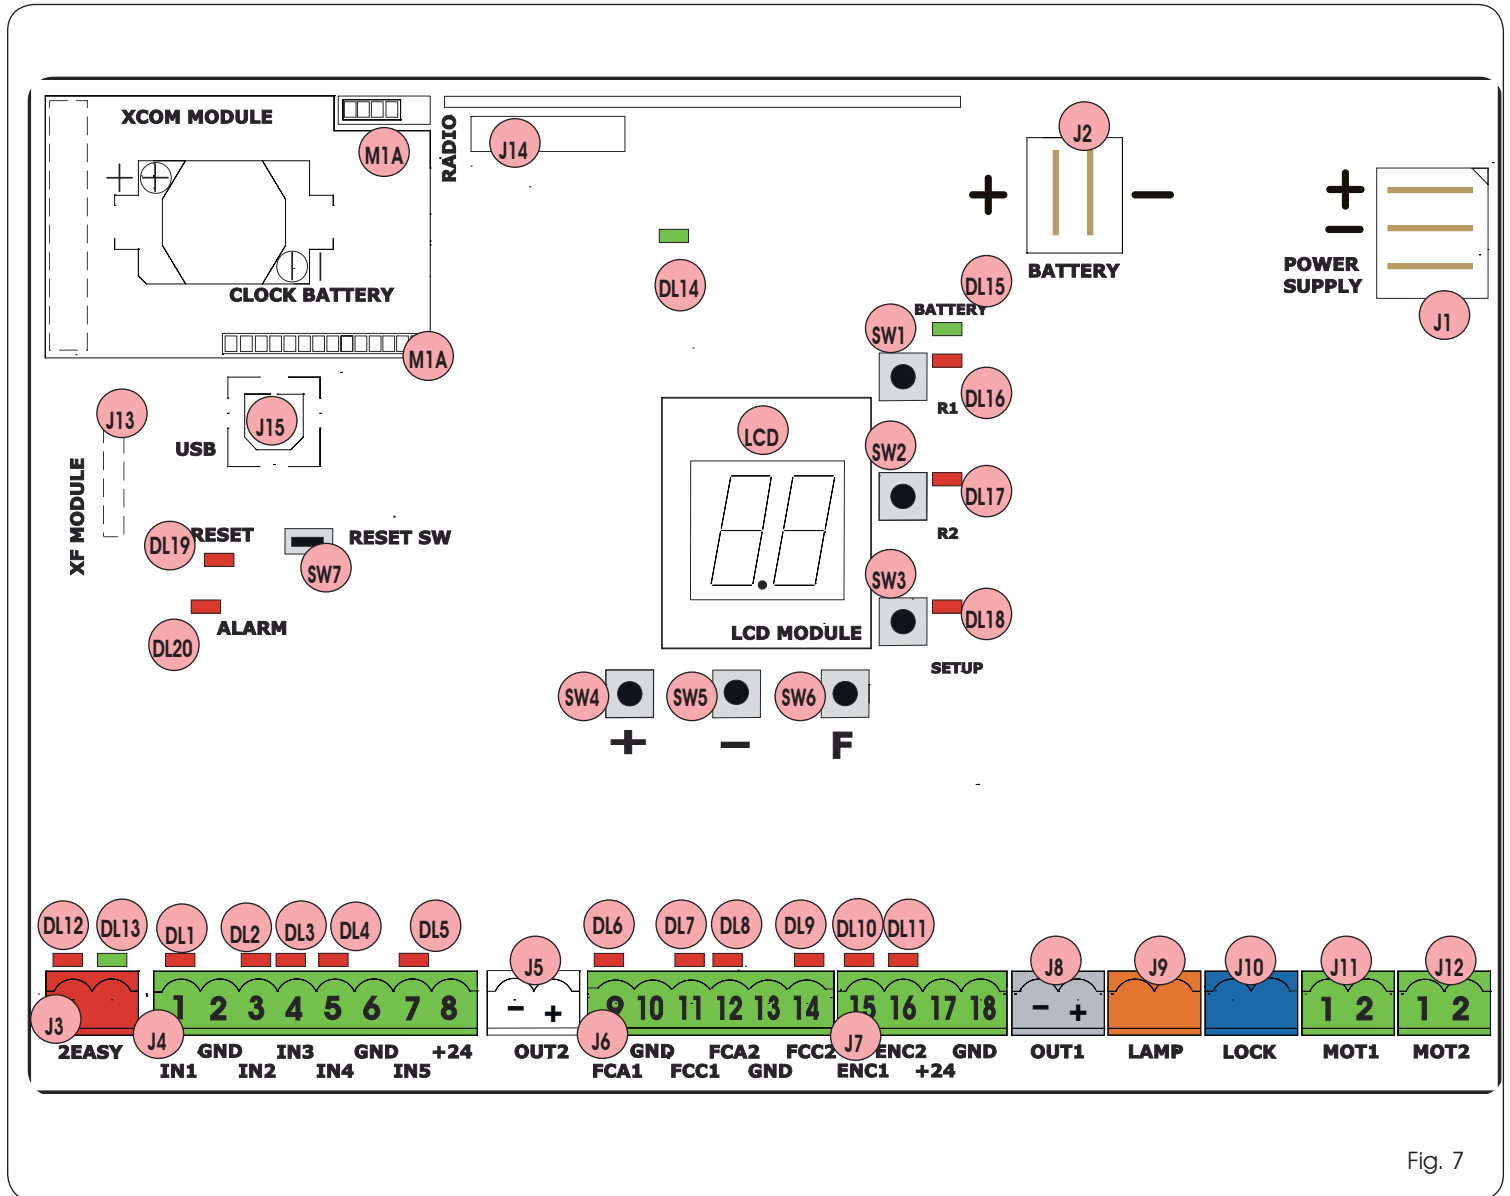 XCOM MODULE
M1A
RADIO
J14
J2
+ −
BATTERY
+
−
POWER
SUPPLY
J1
+ −
CLOCK BATTERY
M1A
DL14
DL15
BATTERY
SW1
DL16
R1
J13
XF MODULE
J15
USB
LCD
SW2
DL17
R2
DL19
RESET
RESET SW
SW7
DL20
ALARM
LCD MODULE
SW3
DL18
SETUP
SW4 SW5 SW6
+ − F
DL12 DL13 DL1 DL2 DL3 DL4 DL5 DL6 DL7 DL8 DL9 DL10 DL11
J5 J8 J9 J10 J11 J12
1 2 3 4 5 6 7 8 − + 9 10 11 12 13 14 15 16 17 18 − + 1 2 1 2
J3 J4 J6 J7
2EASY GND IN3 GND +24 OUT2 GND FCA2 FCC2 ENC2 GND OUT1 LAMP LOCK MOT1 MOT2
IN1 IN2 IN4 IN5 FCA1 FCC1 GND ENC1 +24
Fig. 7